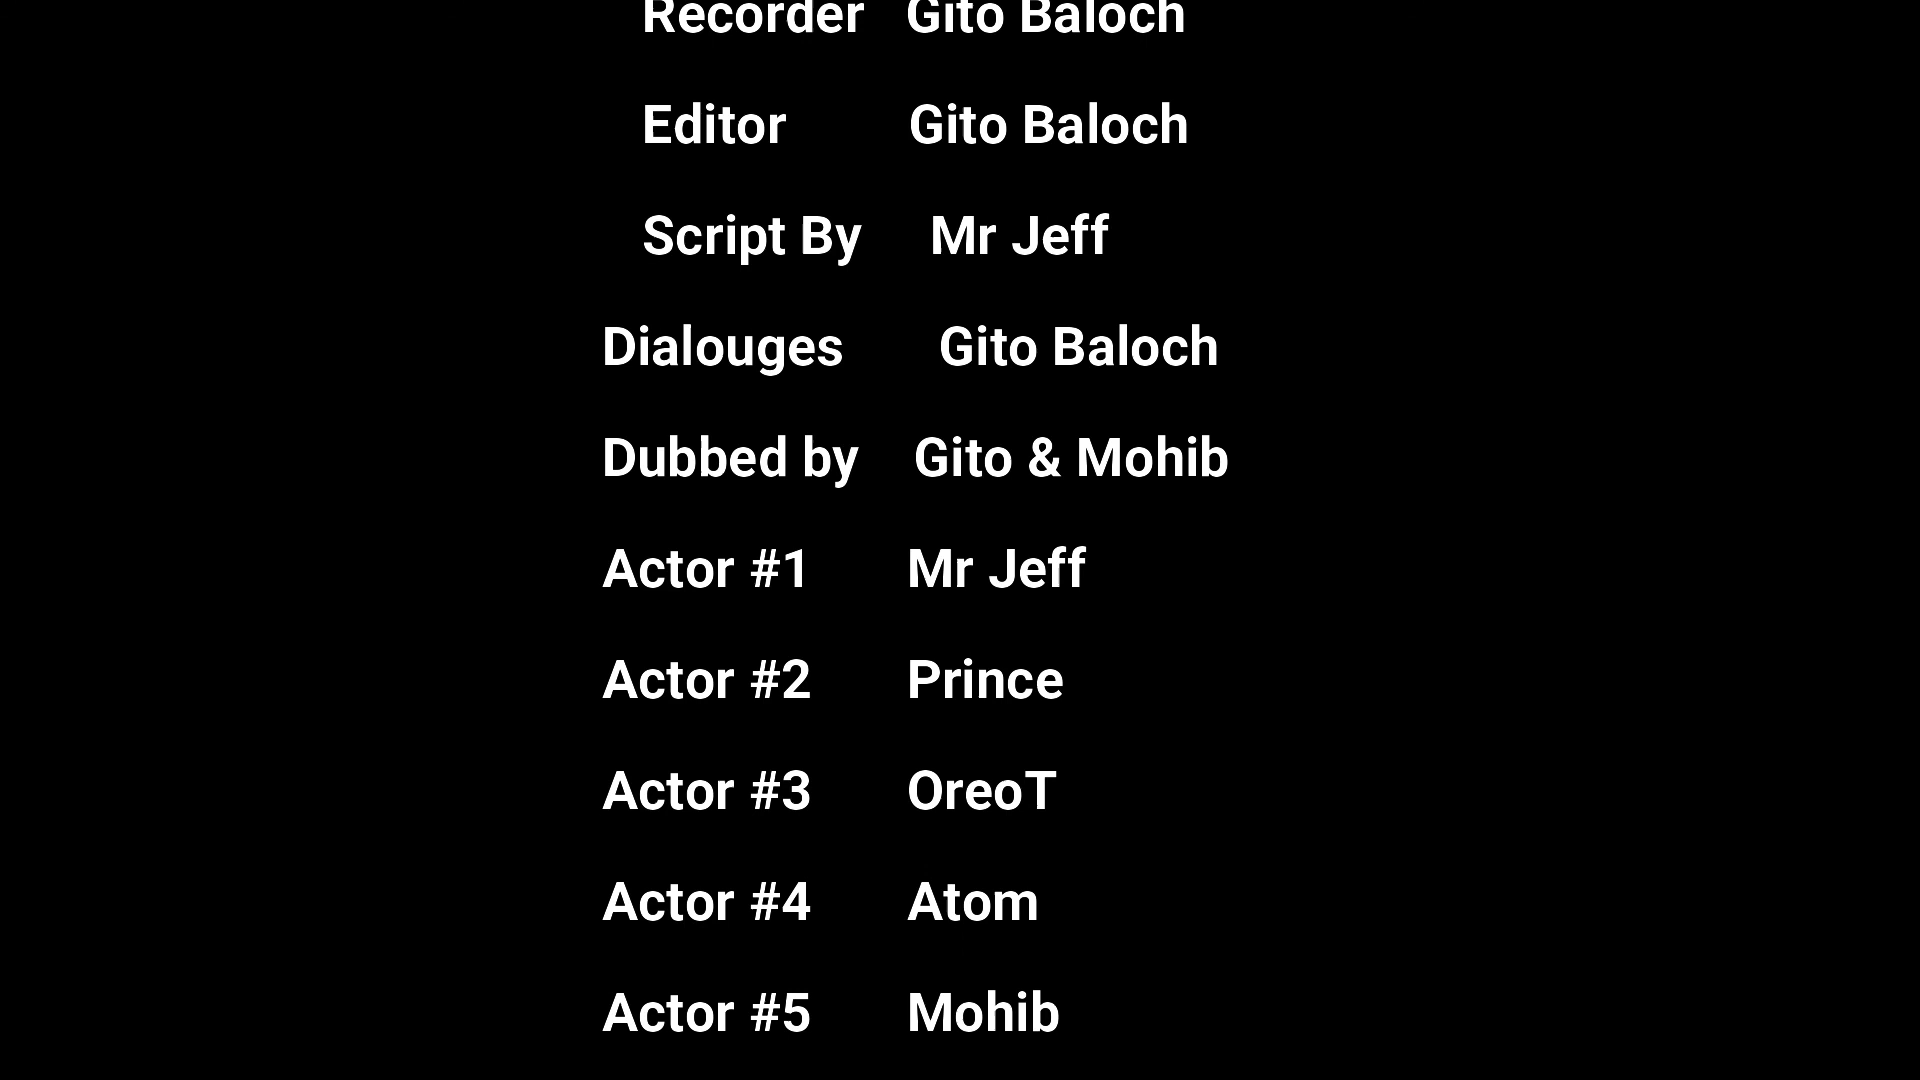 Recorder Gito Baloch
Editor Gito Baloch
Script By Mr Jeff
Dialouges Gito Baloch
Dubbed by Gito & Mohib
Actor #1 Mr Jeff
Actor #2 Prince
Actor #3 OreoT
Actor #4 Atom
Actor #5 Mohib